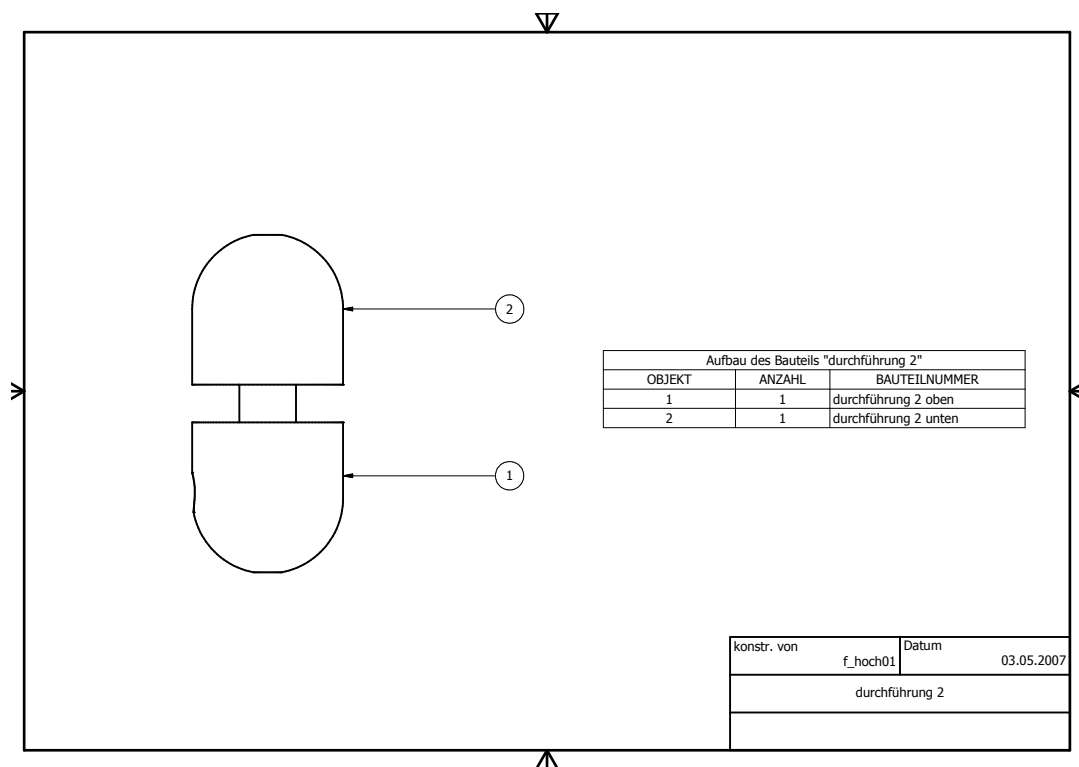 2
1
Aufbau des Bauteils "durchführung 2"
OBJEKT ANZAHL BAUTEILNUMMER
1 1 durchführung 2 oben
2 1 durchführung 2 unten
konstr. von
f_hoch01
Datum
03.05.2007
durchführung 2